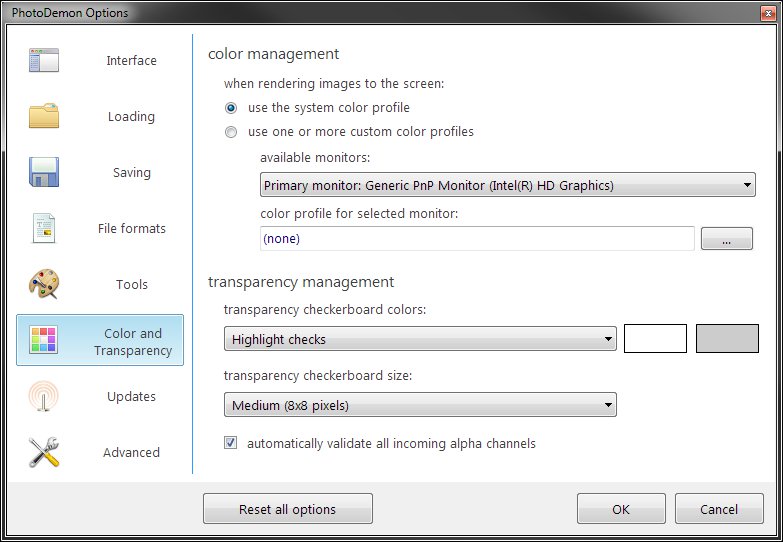 PhotoDemon Options
Interface
Loading
Saving
File formats
Tools
Color and
Transparency
Updates
Advanced
color management
when rendering images to the screen:
use the system color profile
use one or more custom color profiles
available monitors:
Primary monitor: Generic PnP Monitor (Intel(R) HD Graphics)
color profile for selected monitor:
(none)
...
transparency management
transparency checkerboard colors:
Highlight checks
transparency checkerboard size:
Medium (8x8 pixels)
automatically validate all incoming alpha channels
Reset all options
OK
Cancel